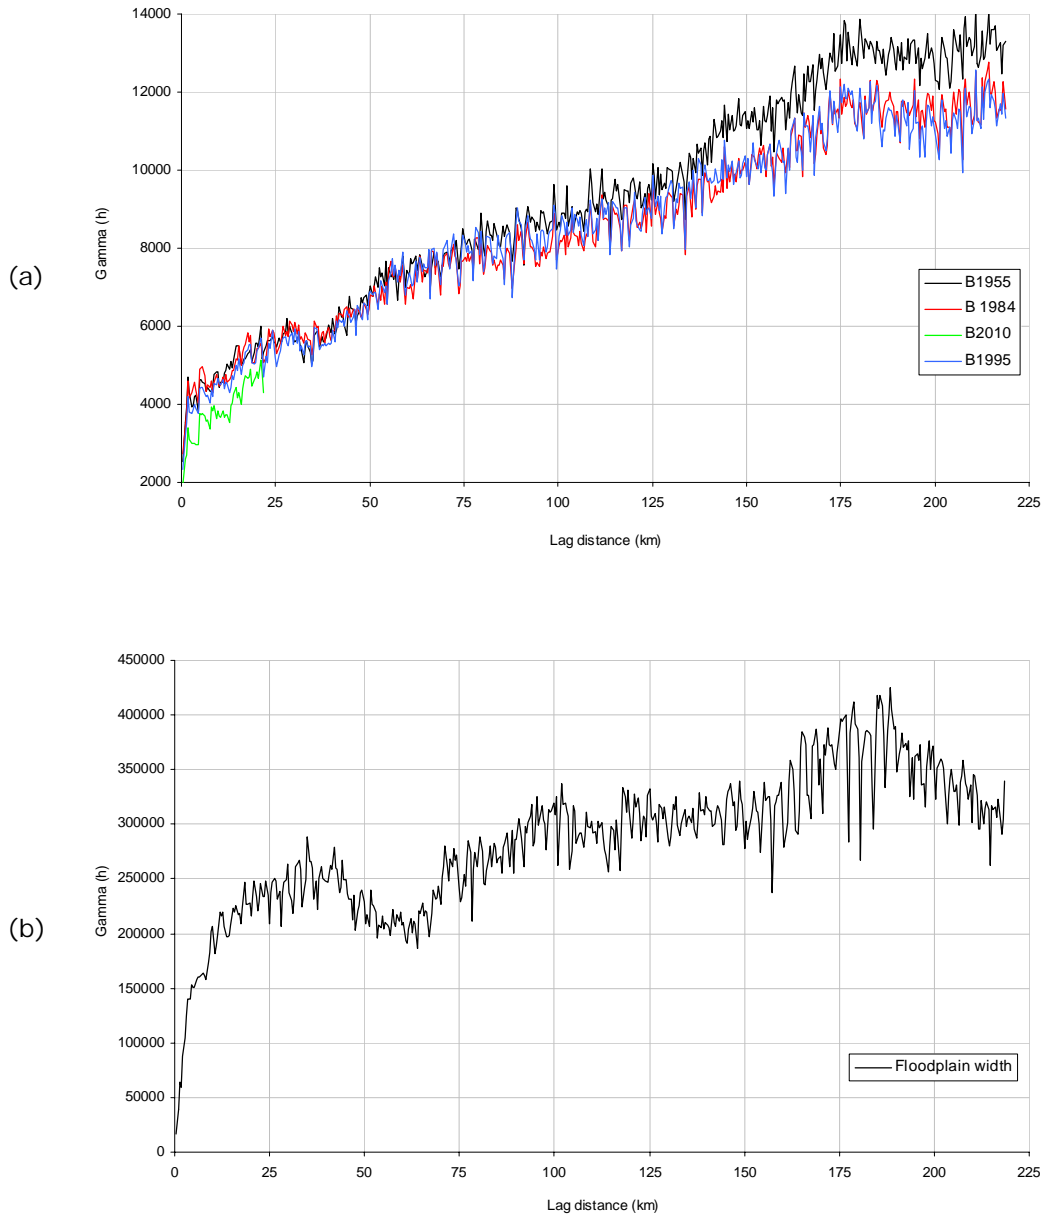 14000
12000
10000
8000
6000
4000
2000
Gamma (h)
(a)
B1955
B 1984
B2010
B1995
0 25 50 75 100 125 150 175 200 225
Lag distance (km)
450000
400000
350000
300000
250000
200000
150000
100000
50000
0
Gamma (h)
(b)
Floodplain width
0 25 50 75 100 125 150 175 200 225
Lag distance (km)